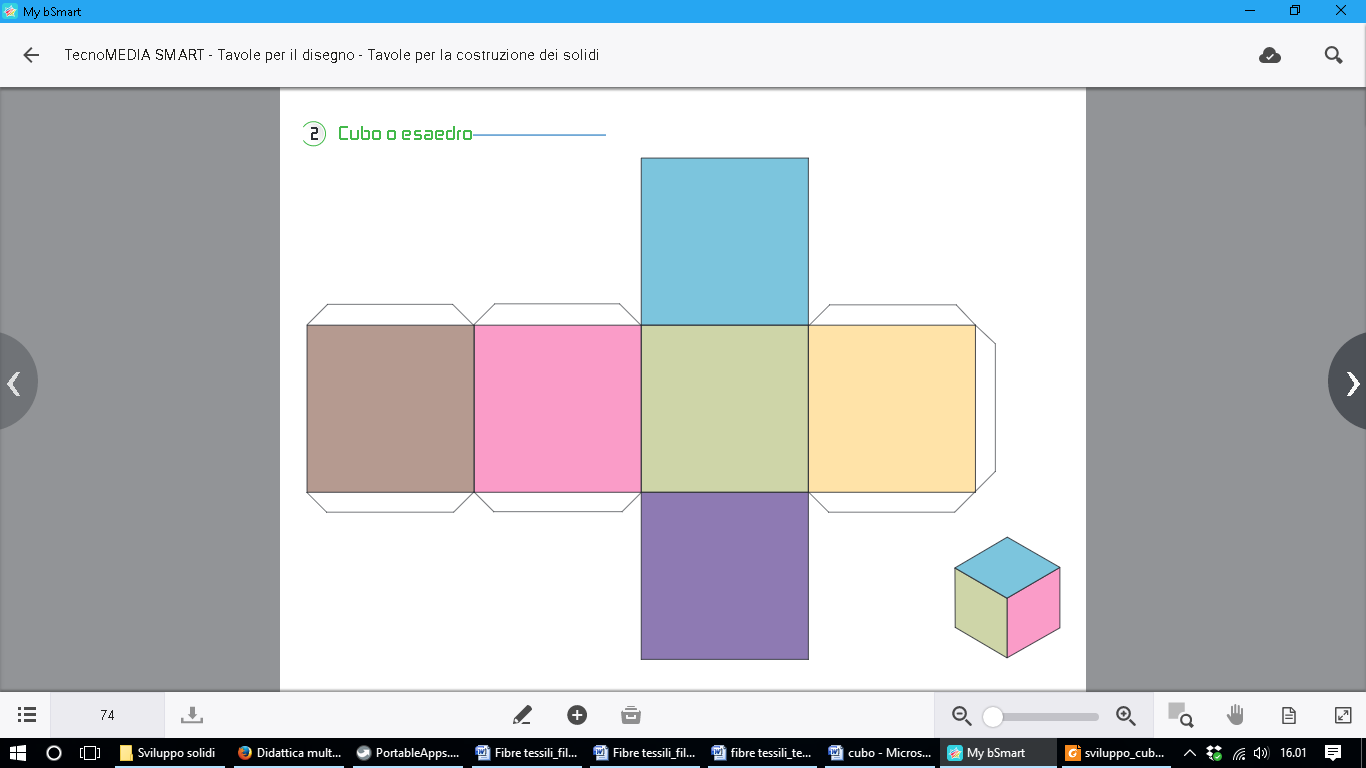 My bSmart
TecnoMEDIA SMART - Tavole per il disegno - Tavole per la costruzione dei solidi
2 Cubo o esaedro
74
Sviluppo solidi
Didattica mult...
PortableApps....
Fibre tessili_fil...
Fibre tessili_fil...
fibre tessili_te...
cubo - Micros...
My bSmart
sviluppo_cub...
16.01